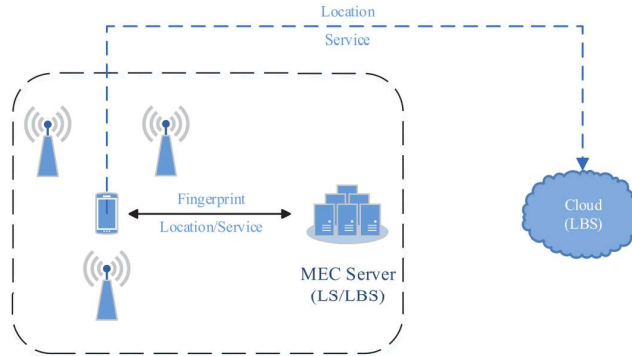 Location
Service
Fingerprint
Location/Service
MEC Server
(LS/LBS)
Cloud
(LBS)